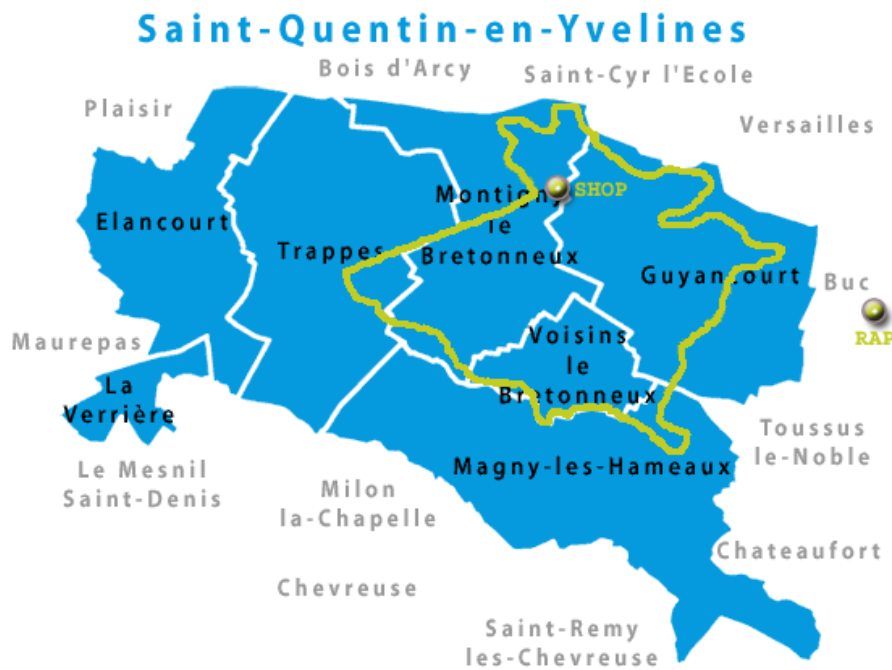 Saint-Quentin-en-Yvelines
Bois d'Arcy
Saint-Cyr l'Ecole
Plaisir
Versailles
Montigny
le
Bretonneux
SHOP
Elancourt
Trappes
Guyancourt
Buc
RAP
Maurepas
Voisins
le
Bretonneux
La
Verrière
Toussus
le-Noble
Magny-les-Hameaux
Le Mesnil
Saint-Denis
Milon
la-Chapelle
Chateaufort
Chevreuse
Saint-Remy
les-Chevreuse